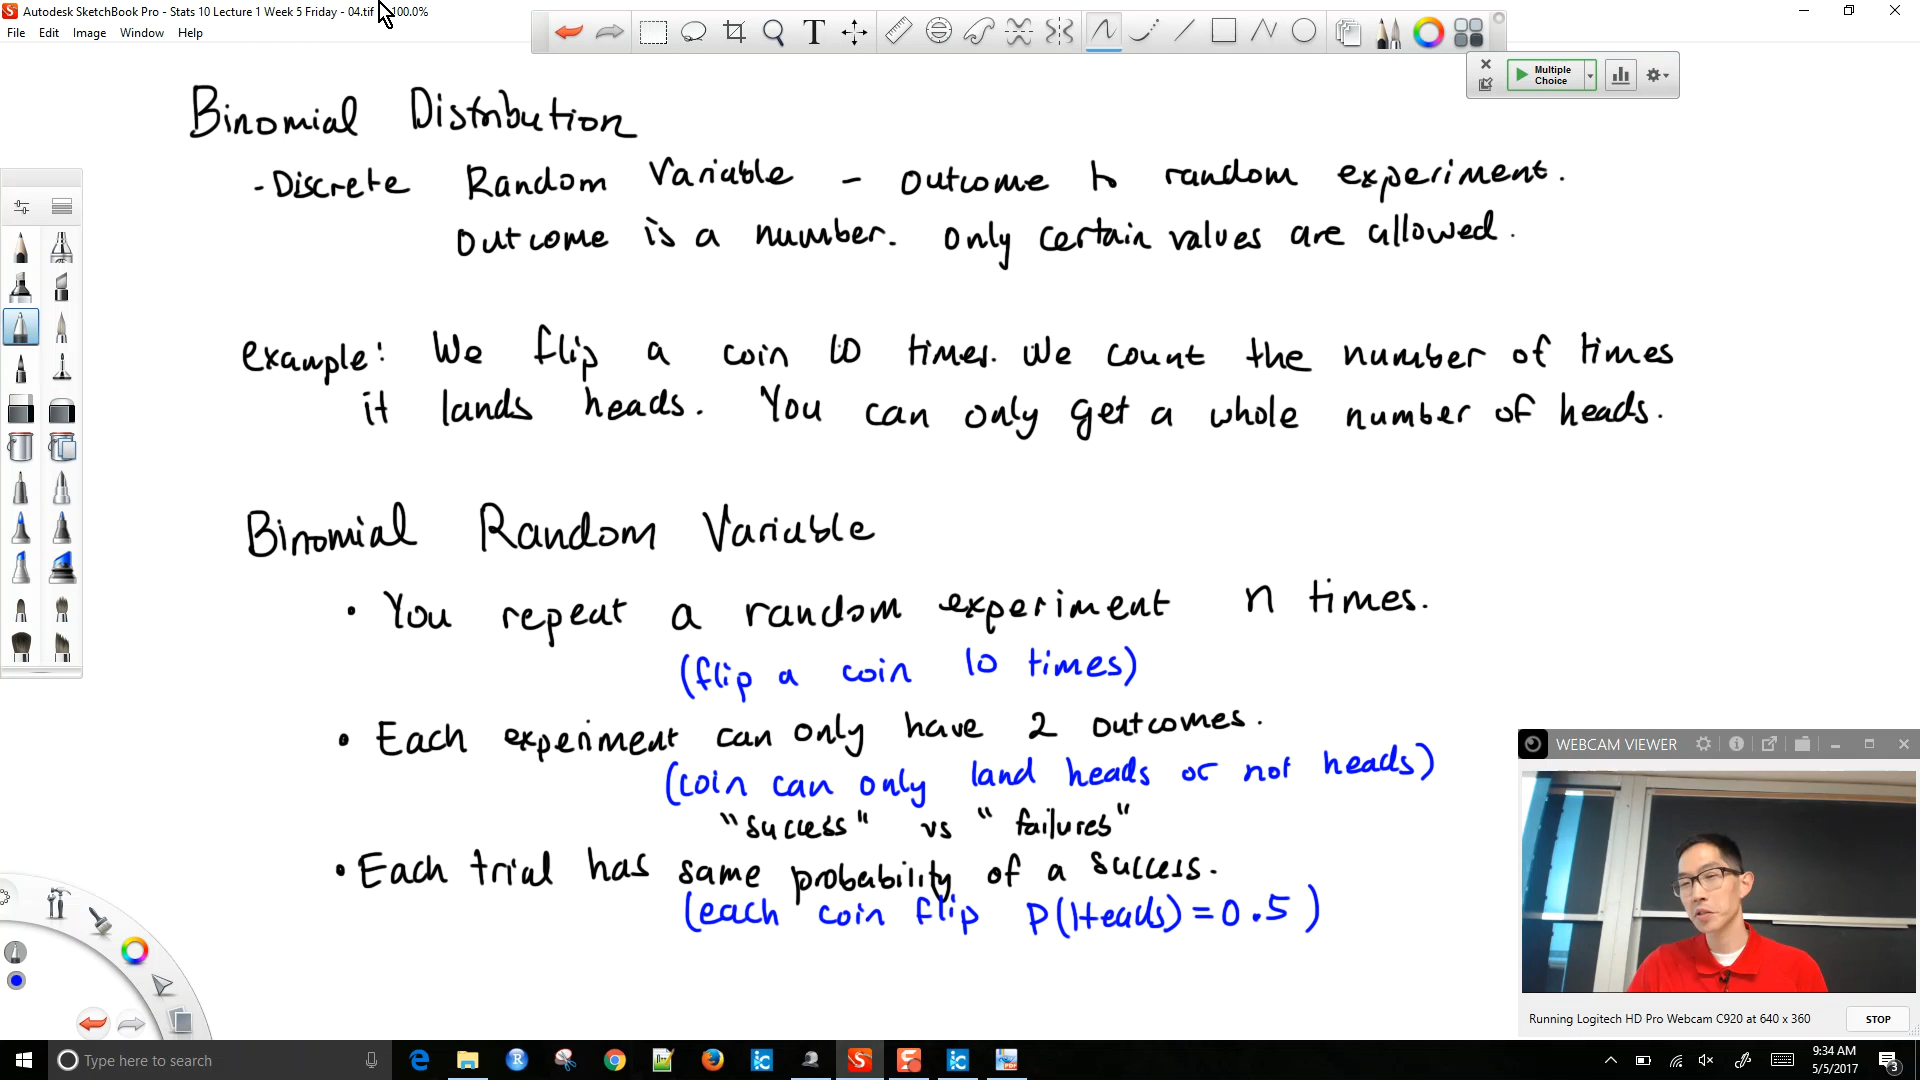 Autodesk SketchBook Pro - Stats 10 Lecture 1 Week 5 Friday - 04.tif 100.0%
File Edit Image Window Help
Multiple Choice
Binomial Distribution
- Discrete Random Variable - outcome to random experiment.
Outcome is a number. Only certain values are allowed.
example: We flip a coin 10 times. We count the number of times
it lands heads. You can only get a whole number of heads.
Binomial Random Variable
• You repeat a random experiment n times.
(flip a coin 10 times)
• Each experiment can only have 2 outcomes.
(coin can only land heads or not heads)
"success" vs "failures"
• Each trial has same probability of a success.
(each coin flip P(Heads) = 0.5)
WEBCAM VIEWER
Running Logitech HD Pro Webcam C920 at 640 x 360
STOP
Type here to search
9:34 AM
5/5/2017
3